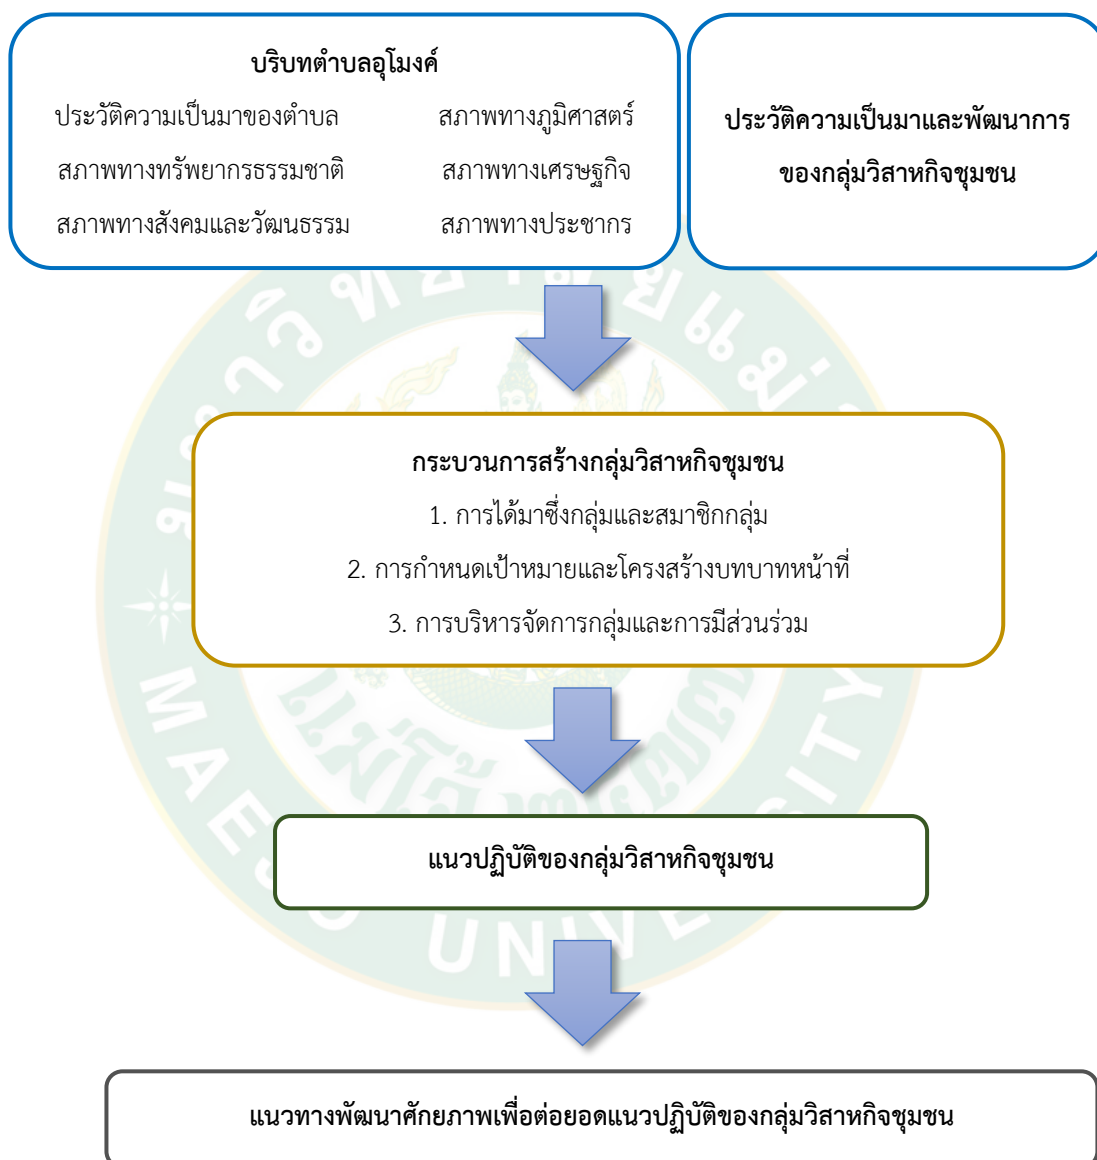 บริบทตำบลอุโมงค์
ประวัติความเป็นมาของตำบล สภาพทางภูมิศาสตร์
สภาพทางทรัพยากรธรรมชาติ สภาพทางเศรษฐกิจ
สภาพทางสังคมและวัฒนธรรม สภาพทางประชากร
ประวัติความเป็นมาและพัฒนาการ
ของกลุ่มวิสาหกิจชุมชน
กระบวนการสร้างกลุ่มวิสาหกิจชุมชน
1. การได้มาซึ่งกลุ่มและสมาชิกกลุ่ม
2. การกำหนดเป้าหมายและโครงสร้างบทบาทหน้าที่
3. การบริหารจัดการกลุ่มและการมีส่วนร่วม
แนวปฏิบัติของกลุ่มวิสาหกิจชุมชน
แนวทางพัฒนาศักยภาพเพื่อต่อยอดแนวปฏิบัติของกลุ่มวิสาหกิจชุมชน